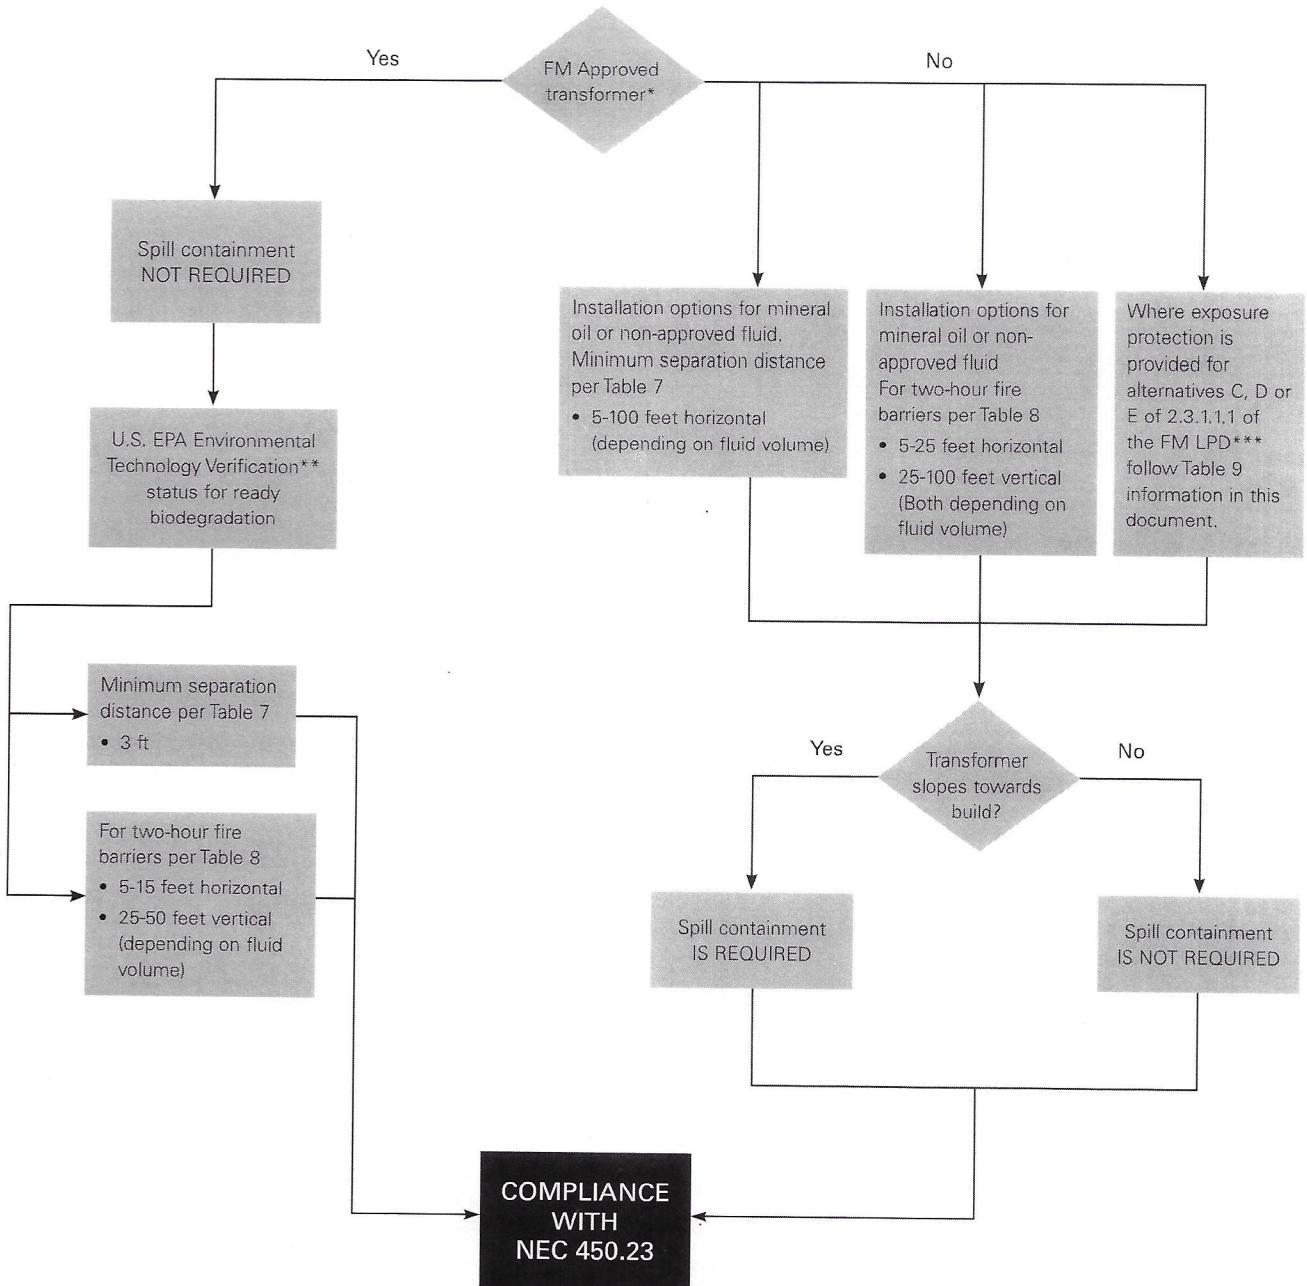 Yes
FM Approved
transformer*
No
Spill containment
NOT REQUIRED
U.S. EPA Environmental
Technology Verification**
status for ready
biodegradation
Minimum separation
distance per Table 7
• 3 ft
For two-hour fire
barriers per Table 8
• 5-15 feet horizontal
• 25-50 feet vertical
(depending on fluid
volume)
Installation options for mineral
oil or non-approved fluid.
Minimum separation distance
per Table 7
• 5-100 feet horizontal
(depending on fluid volume)
Installation options for
mineral oil or non-
approved fluid
For two-hour fire
barriers per Table 8
• 5-25 feet horizontal
• 25-100 feet vertical
(Both depending on
fluid volume)
Where exposure
protection is
provided for
alternatives C, D or
E of 2.3.1.1.1 of
the FM LPD***
follow Table 9
information in this
document.
Yes
Transformer
slopes towards
build?
No
Spill containment
IS REQUIRED
Spill containment
IS NOT REQUIRED
COMPLIANCE
WITH
NEC 450.23